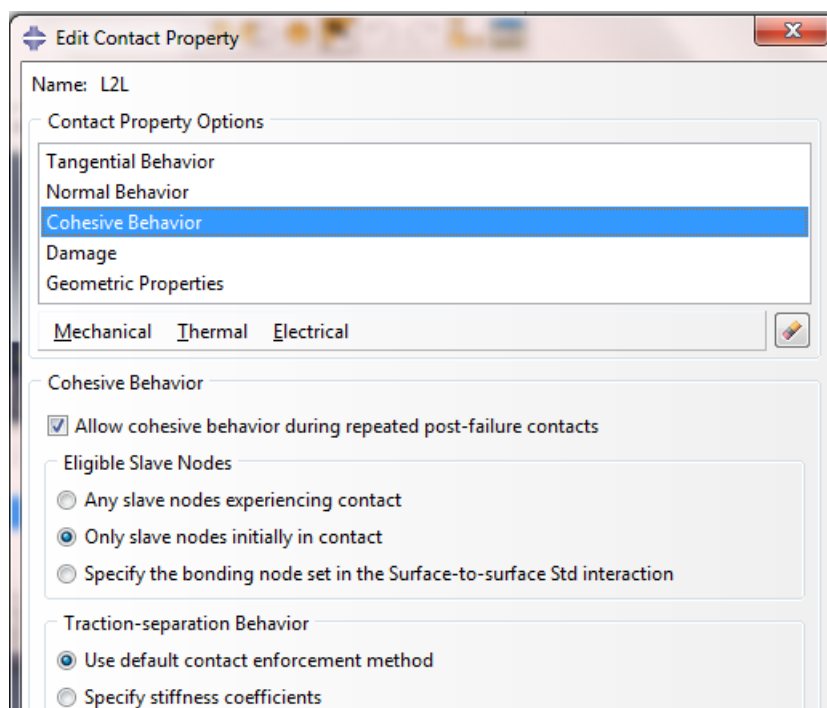 Edit Contact Property
X
Name: L2L
Contact Property Options
Tangential Behavior
Normal Behavior
Cohesive Behavior
Damage
Geometric Properties
Mechanical Thermal Electrical
Cohesive Behavior
Allow cohesive behavior during repeated post-failure contacts
Eligible Slave Nodes
Any slave nodes experiencing contact
Only slave nodes initially in contact
Specify the bonding node set in the Surface-to-surface Std interaction
Traction-separation Behavior
Use default contact enforcement method
Specify stiffness coefficients